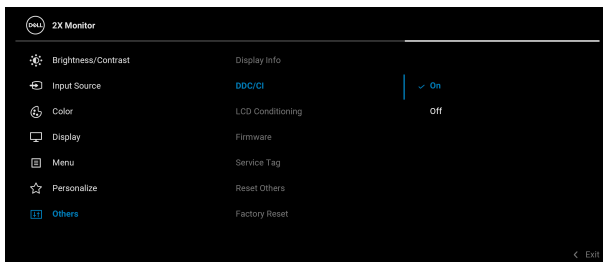 DELL 2X Monitor
Brightness/Contrast Display Info
Input Source DDC/CI On
Color LCD Conditioning Off
Display Firmware
Menu Service Tag
Personalize Reset Others
Others Factory Reset
Exit